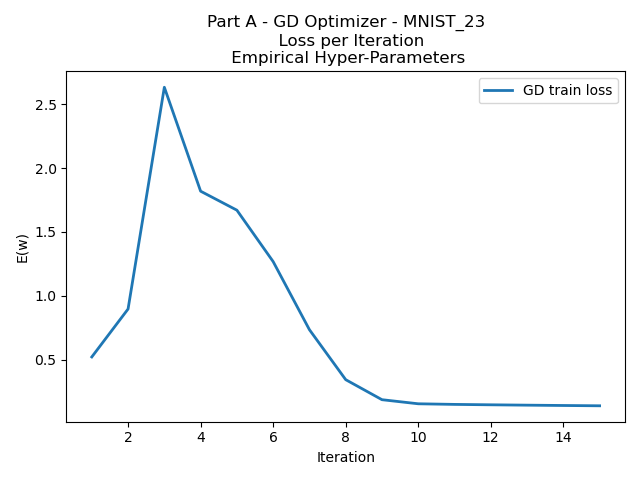 Part A - GD Optimizer - MNIST_23
Loss per Iteration
Empirical Hyper-Parameters
GD train loss
2.5
2.0
1.5
1.0
0.5
E(w)
2 4 6 8 10 12 14
Iteration